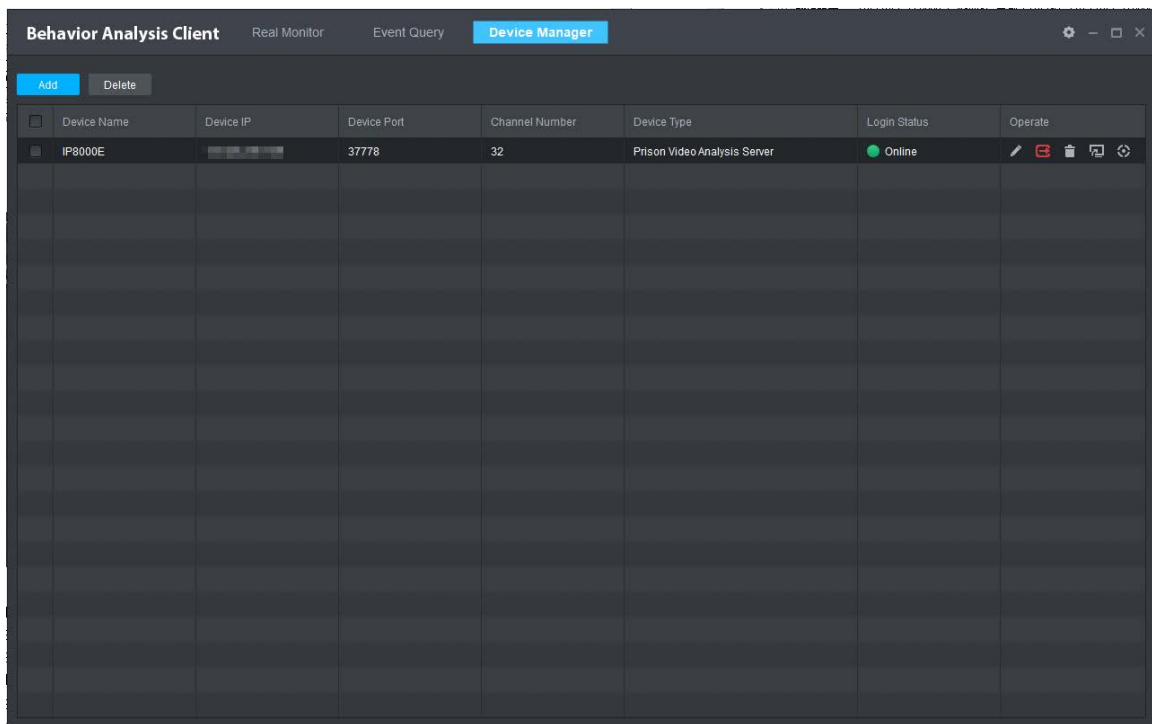 Behavior Analysis Client Real Monitor Event Query Device Manager
Add Delete
Device Name Device IP Device Port Channel Number Device Type Login Status Operate
IP8000E 37778 32 Prison Video Analysis Server Online